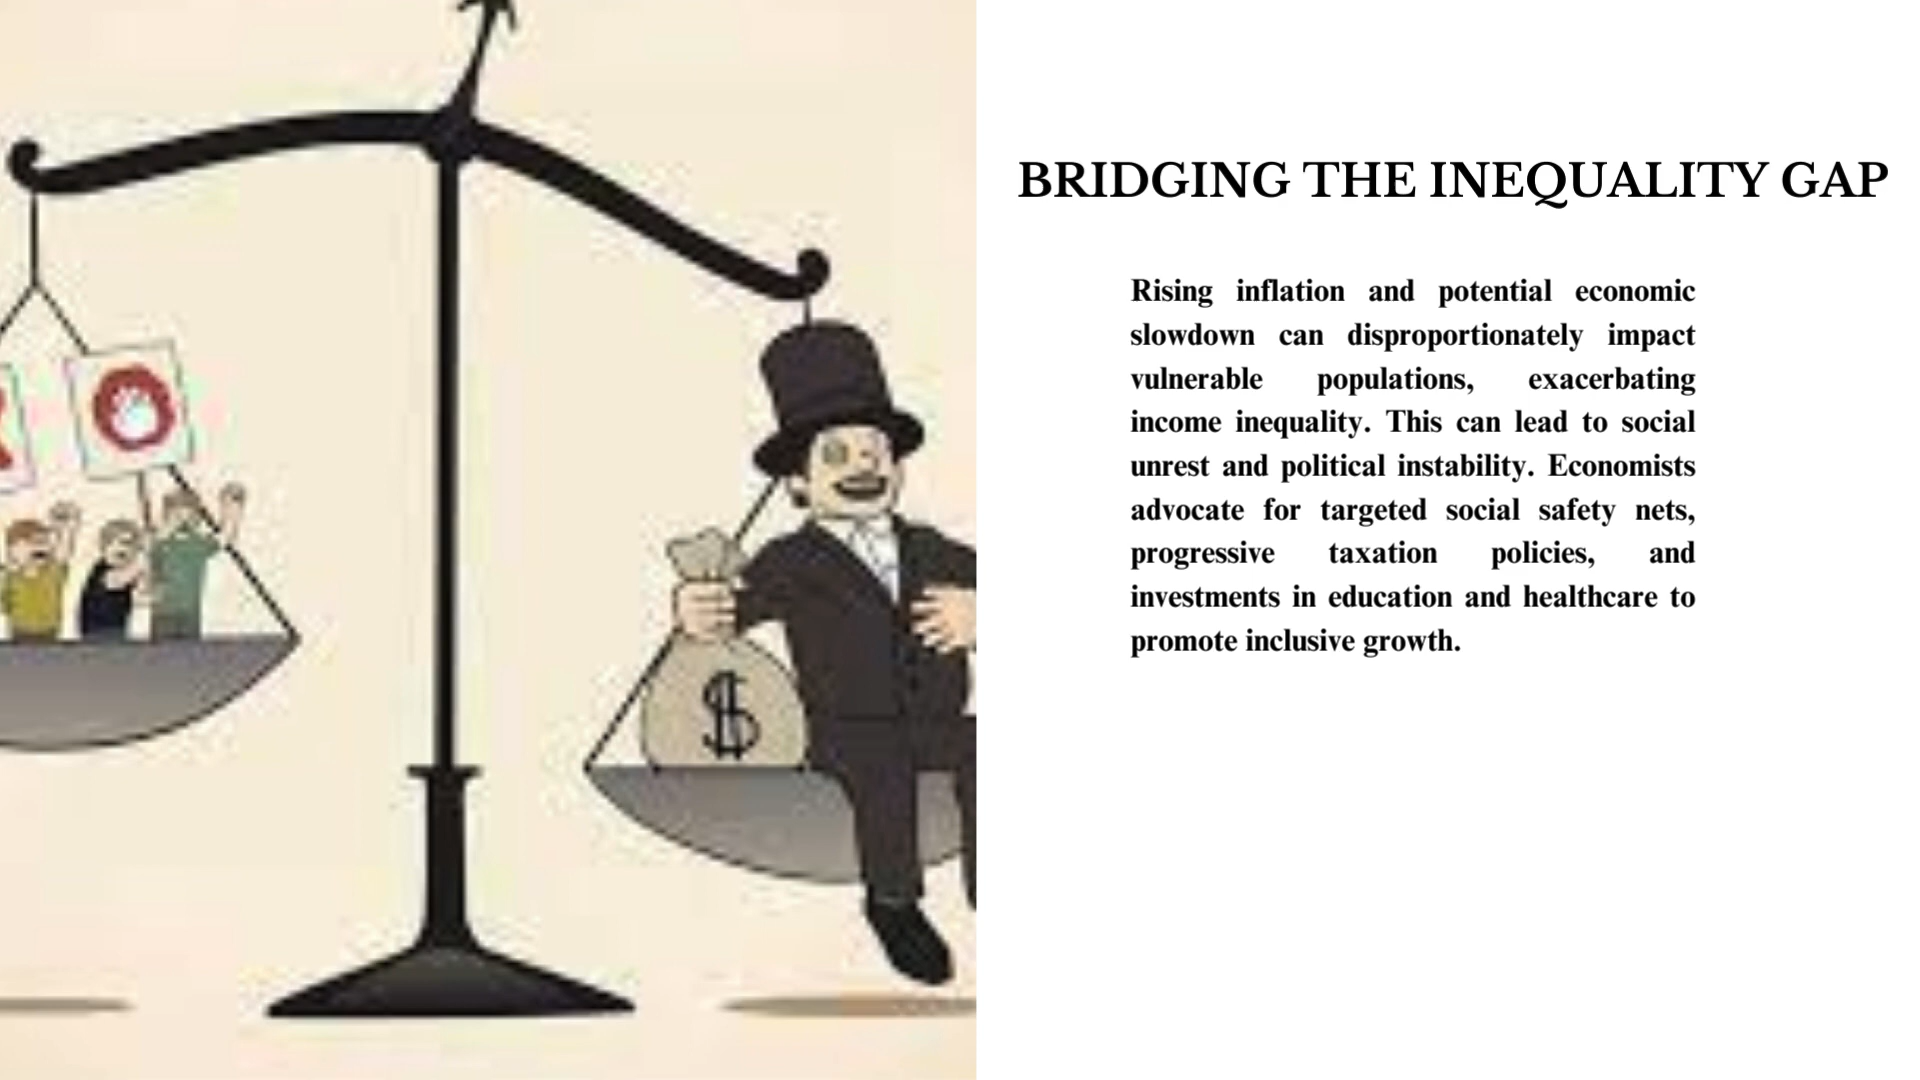 BRIDGING THE INEQUALITY GAP
Rising inflation and potential economic
slowdown can disproportionately impact
vulnerable populations, exacerbating
income inequality. This can lead to social
unrest and political instability. Economists
advocate for targeted social safety nets,
progressive taxation policies, and
investments in education and healthcare to
promote inclusive growth.
$